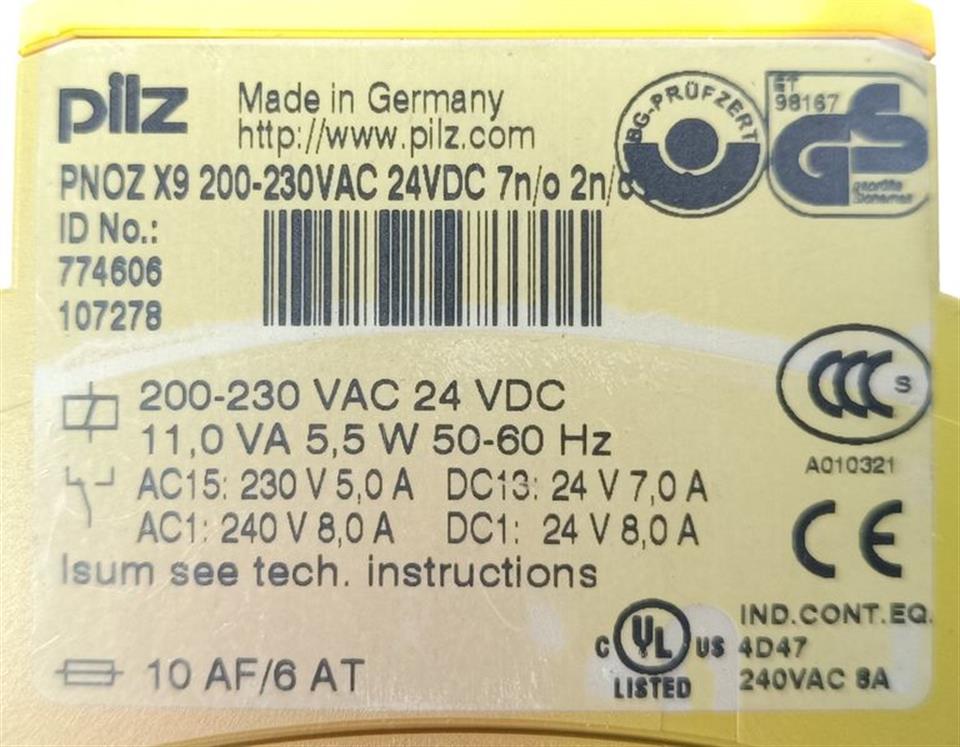 pilz
Made in Germany
http://www.pilz.com
BG-PRÜFZERT
ET
98167
GS
geprüfte
Sicherheit
PNOZ X9 200-230VAC 24VDC 7n/o 2n/
ID No.:
774606
107278
200-230 VAC 24 VDC
11,0 VA 5,5 W 50-60 Hz
CCC S
A010321
AC15: 230 V 5,0 A DC13: 24 V 7,0 A
AC1: 240 V 8,0 A DC1: 24 V 8,0 A
CE
Isum see tech. instructions
10 AF/6 AT
C UL US
LISTED
IND.CONT.EQ.
4D47
240VAC 8A